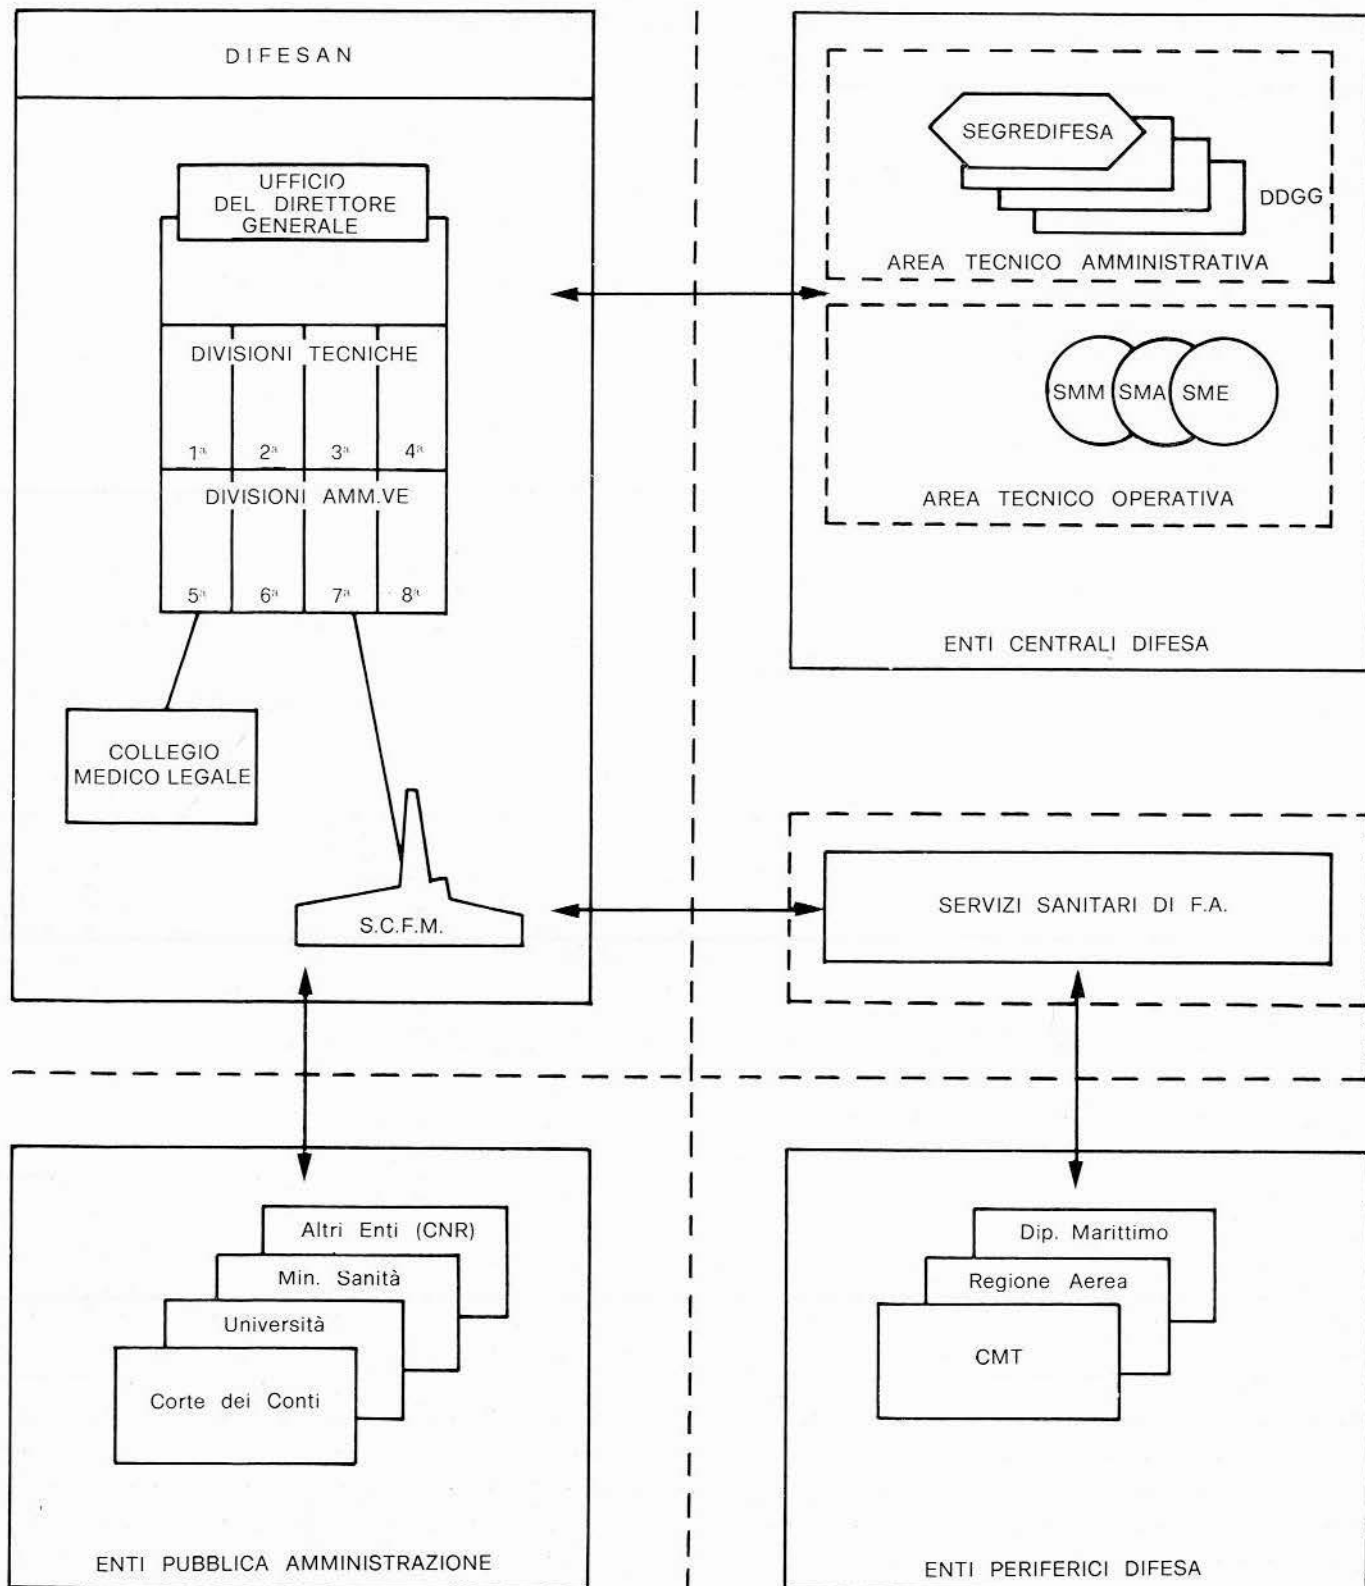 DIFESAN
UFFICIO
DEL DIRETTORE
GENERALE
DIVISIONI TECNICHE
1ª 2ª 3ª 4ª
DIVISIONI AMM.VE
5ª 6ª 7ª 8ª
COLLEGIO
MEDICO LEGALE
S.C.F.M.
SEGREDIFESA
DDGG
AREA TECNICO AMMINISTRATIVA
SMM SMA SME
AREA TECNICO OPERATIVA
ENTI CENTRALI DIFESA
SERVIZI SANITARI DI F.A.
Altri Enti (CNR)
Min. Sanità
Università
Corte dei Conti
ENTI PUBBLICA AMMINISTRAZIONE
Dip. Marittimo
Regione Aerea
CMT
ENTI PERIFERICI DIFESA